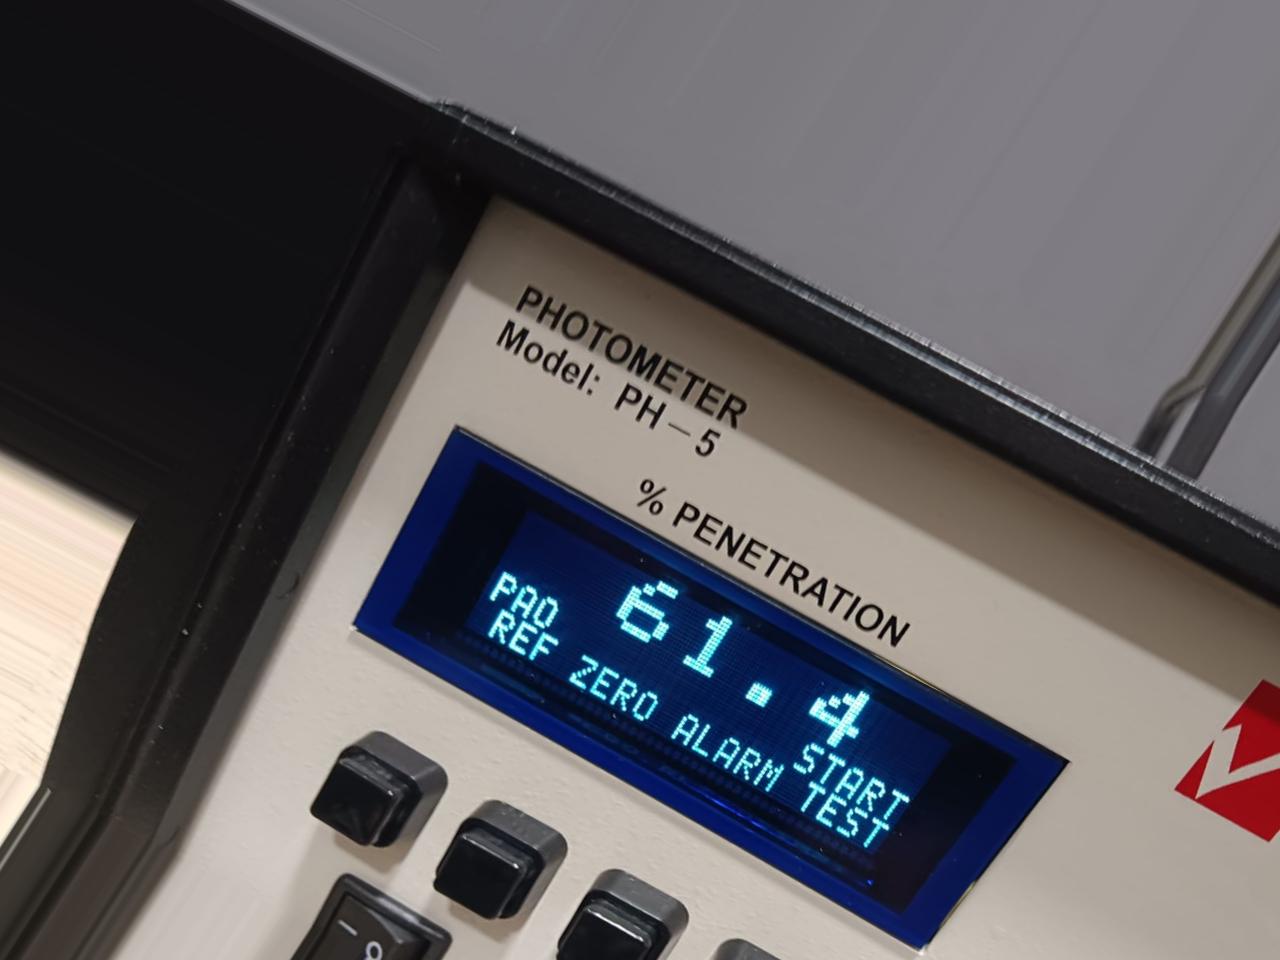 PHOTOMETER
Model: PH-5
% PENETRATION
61.4
PAO START
REF ZERO ALARM TEST